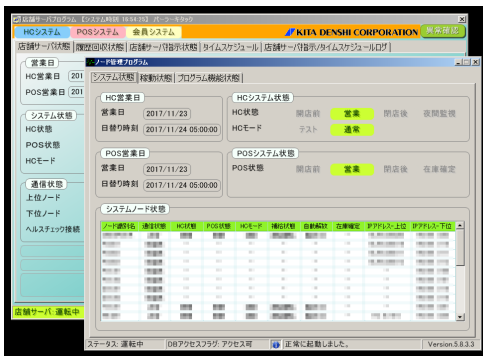 店舗サーバプログラム 【システム時刻 18:54:75】 パーラーキタック
HCシステム POSシステム 会員システム KITA DENSHI CORPORATION 異常確認
店舗サーバ状態 履歴回収状態 店舗サーバ指示状態 タイムスケジュール 店舗サーバ指示/タイムスケジュールログ
営業日
HC営業日 201
POS営業日 201
システム状態
HC状態
POS状態
HCモード
通信状態
上位ノード
下位ノード
ヘルスチェック接続
店舗サーバ:運転中
ノード管理プログラム
システム状態 稼動状態 プログラム機能状態
HC営業日
営業日 2017/11/23
日替り時刻 2017/11/24 05:00:00
HCシステム状態
HC状態 開店前 営業 閉店後 夜間監視
HCモード テスト 通常
POS営業日
営業日 2017/11/23
日替り時刻 2017/11/24 05:00:00
POSシステム状態
POS状態 開店前 営業 閉店後 在庫確定
システムノード状態
ノード識別名 通信状態 HC状態 POS状態 HCモード 補給状態 自動解放 在庫確定 IPアドレス-上位 IPアドレス-下位
ステータス: 運転中 DBアクセスフラグ: アクセス可 正常に起動しました。 Version.5.8.3.3